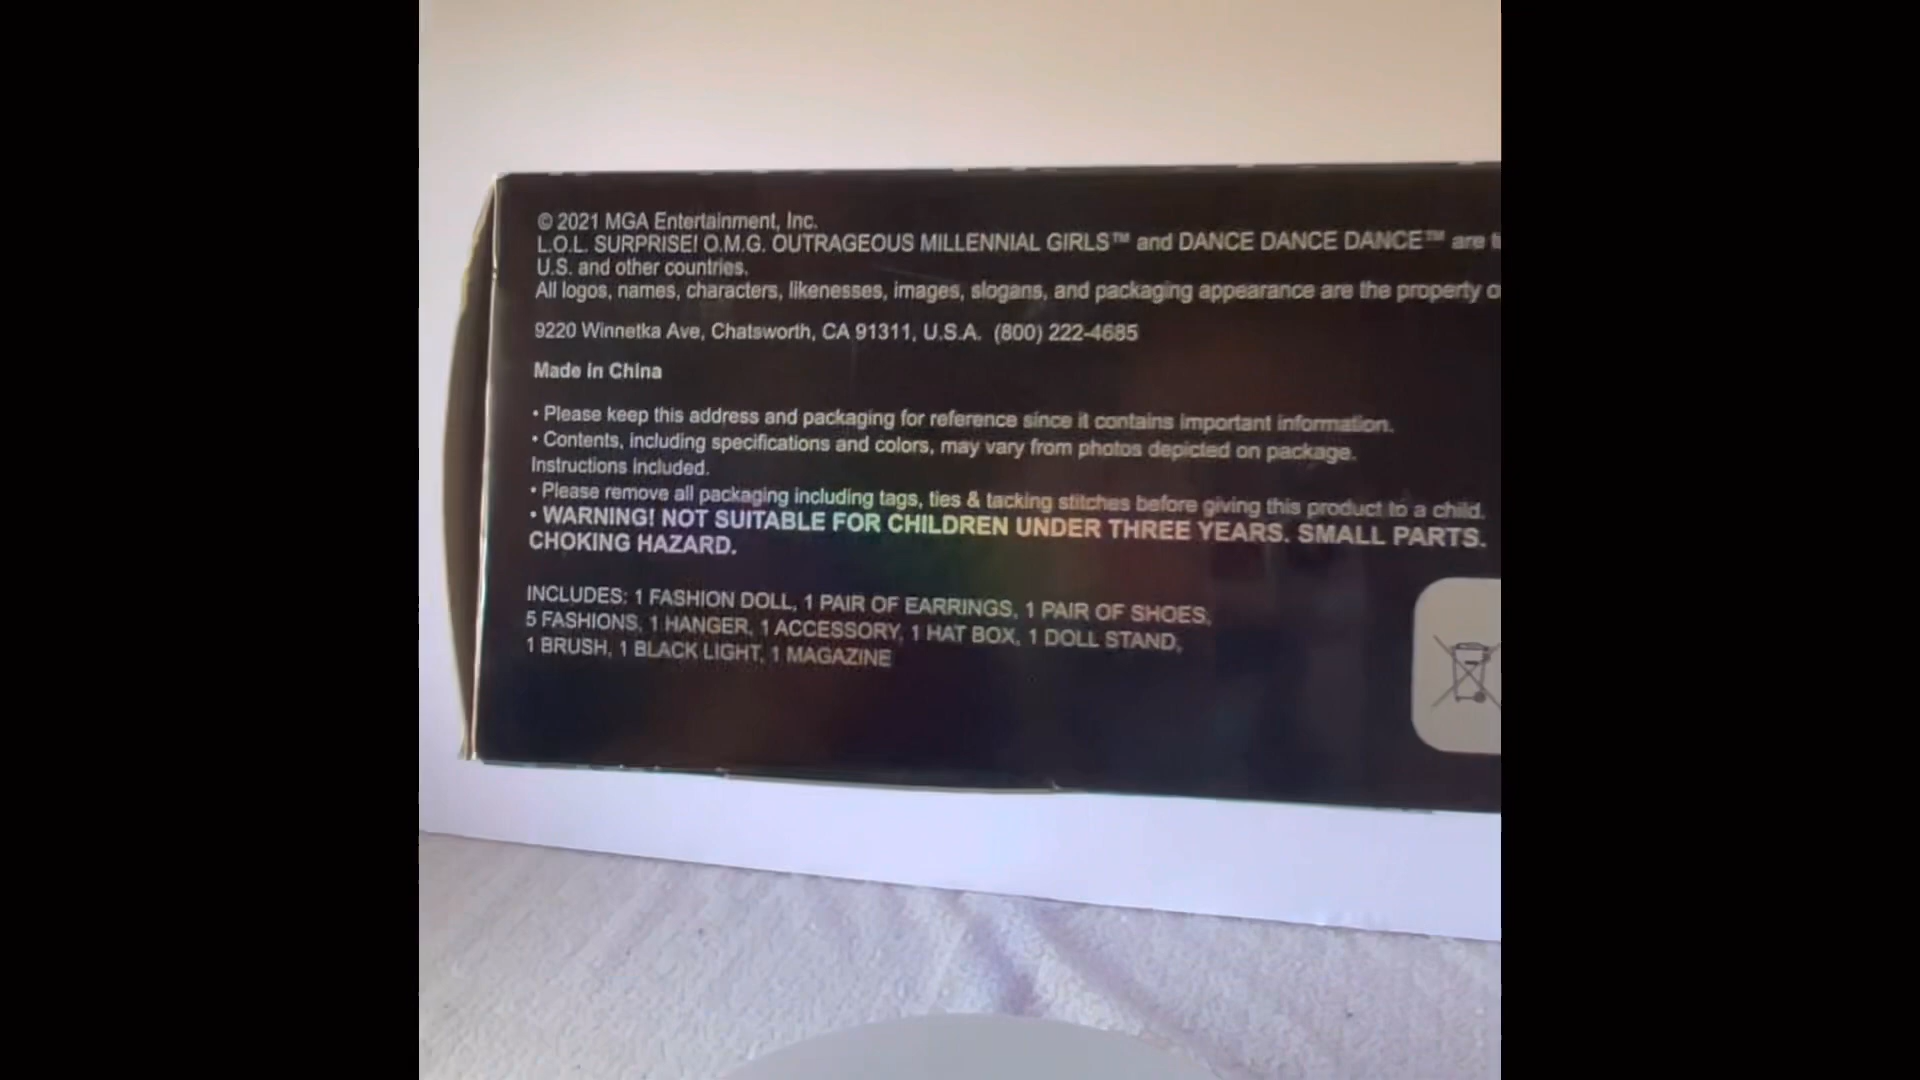 © 2021 MGA Entertainment, Inc.
L.O.L. SURPRISE! O.M.G. OUTRAGEOUS MILLENNIAL GIRLS™ and DANCE DANCE DANCE™ are
U.S. and other countries.
All logos, names, characters, likenesses, images, slogans, and packaging appearance are the property
9220 Winnetka Ave, Chatsworth, CA 91311, U.S.A. (800) 222-4685
Made in China
• Please keep this address and packaging for reference since it contains important information.
• Contents, including specifications and colors, may vary from photos depicted on package.
Instructions included.
• Please remove all packaging including tags, ties & tacking stitches before giving this product to a child.
• WARNING! NOT SUITABLE FOR CHILDREN UNDER THREE YEARS. SMALL PARTS.
CHOKING HAZARD.
INCLUDES: 1 FASHION DOLL, 1 PAIR OF EARRINGS, 1 PAIR OF SHOES,
5 FASHIONS, 1 HANGER, 1 ACCESSORY, 1 HAT BOX, 1 DOLL STAND,
1 BRUSH, 1 BLACK LIGHT, 1 MAGAZINE